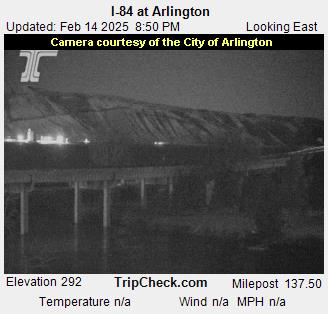 I-84 at Arlington
Updated: Feb 14 2025 8:50 PM Looking East
Camera courtesy of the City of Arlington
Elevation 292 TripCheck.com Milepost 137.50
Temperature n/a Wind n/a MPH n/a